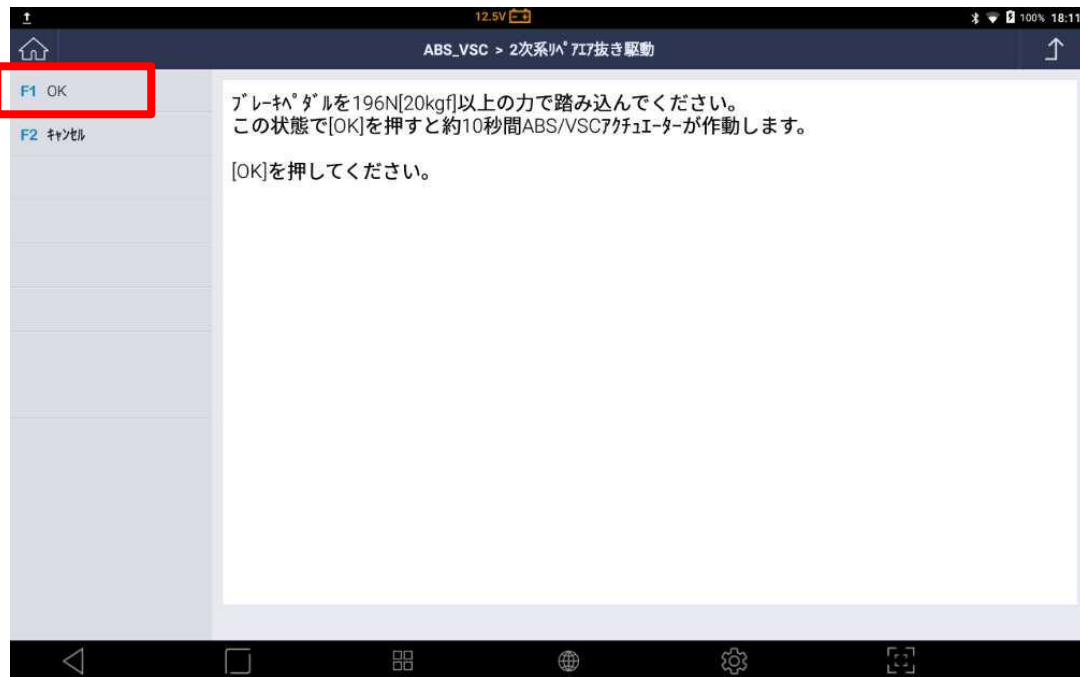 12.5V
100% 18:11
ABS_VSC > 2次系ﾘﾍﾟｱｴｱ抜き駆動
F1 OK
F2 ｷｬﾝｾﾙ
ﾌﾞﾚｰｷﾍﾟﾀﾞﾙを196N[20kgf]以上の力で踏み込んでください。
この状態で[OK]を押すと約10秒間ABS/VSCｱｸﾁｭｴｰﾀｰが作動します。
[OK]を押してください。